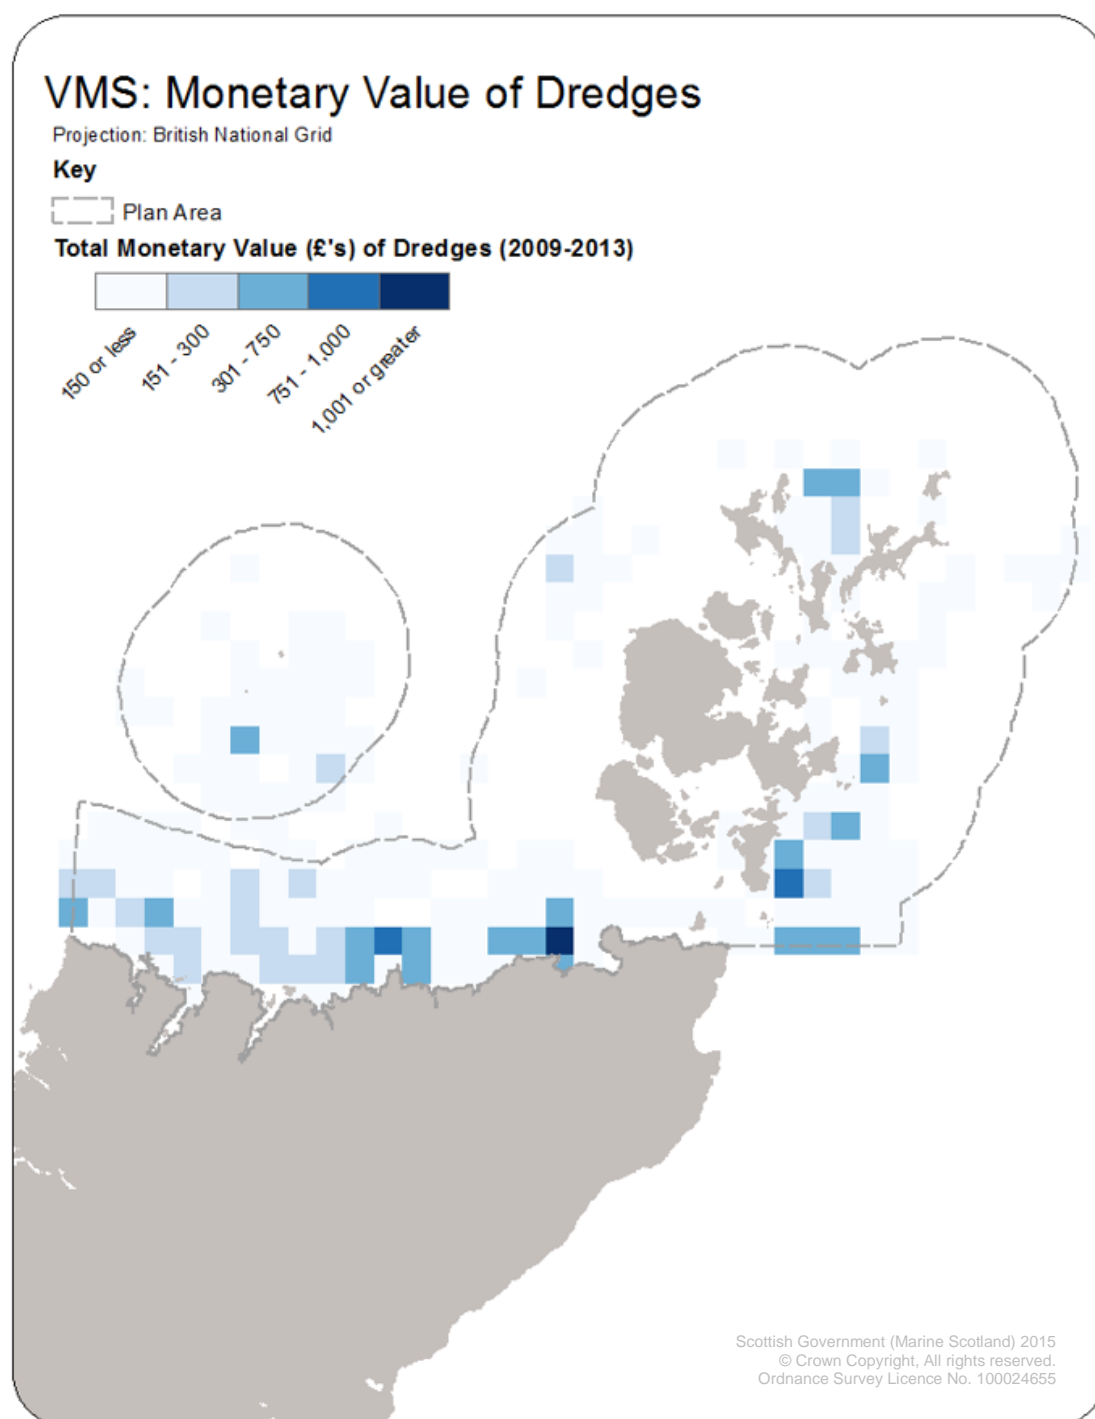 VMS: Monetary Value of Dredges
Projection: British National Grid
Key
Plan Area
Total Monetary Value (£'s) of Dredges (2009-2013)
150 or less
151 - 300
301 - 750
751 - 1,000
1,001 or greater
Scottish Government (Marine Scotland) 2015
© Crown Copyright, All rights reserved.
Ordnance Survey Licence No. 100024655